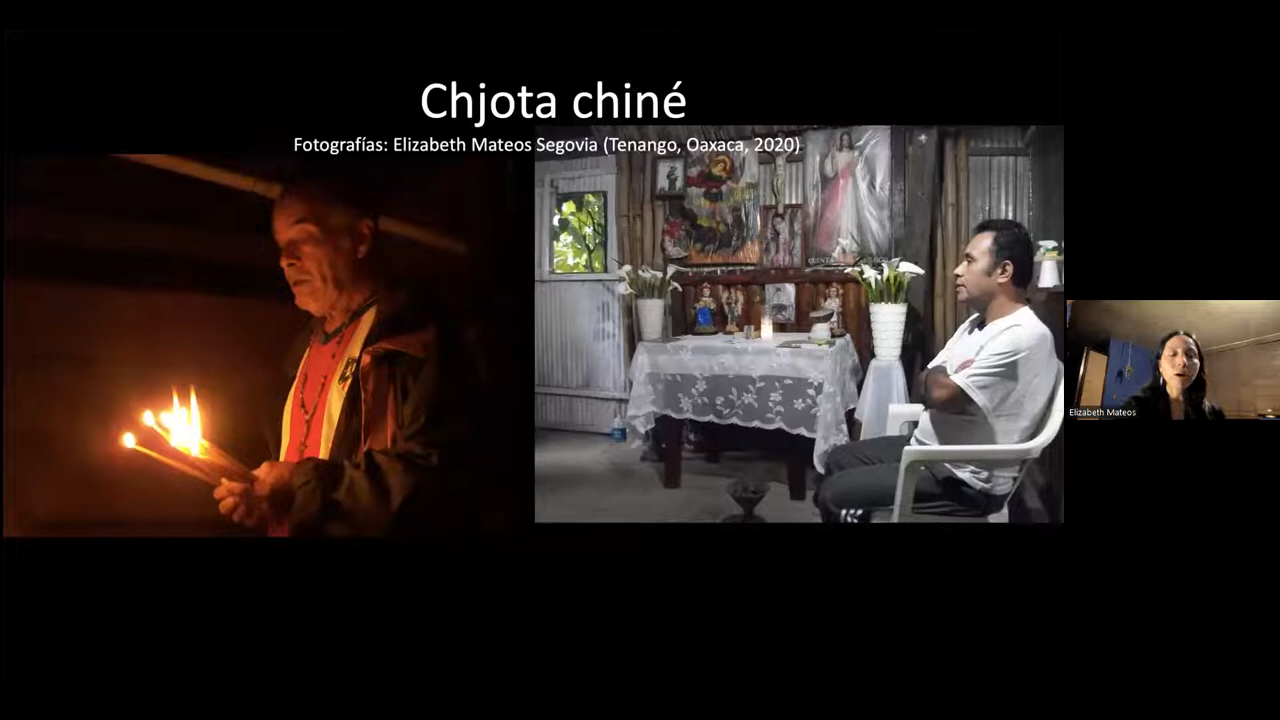 Chjota chiné
Fotografías: Elizabeth Mateos Segovia (Tenango, Oaxaca, 2020)
Elizabeth Mateos